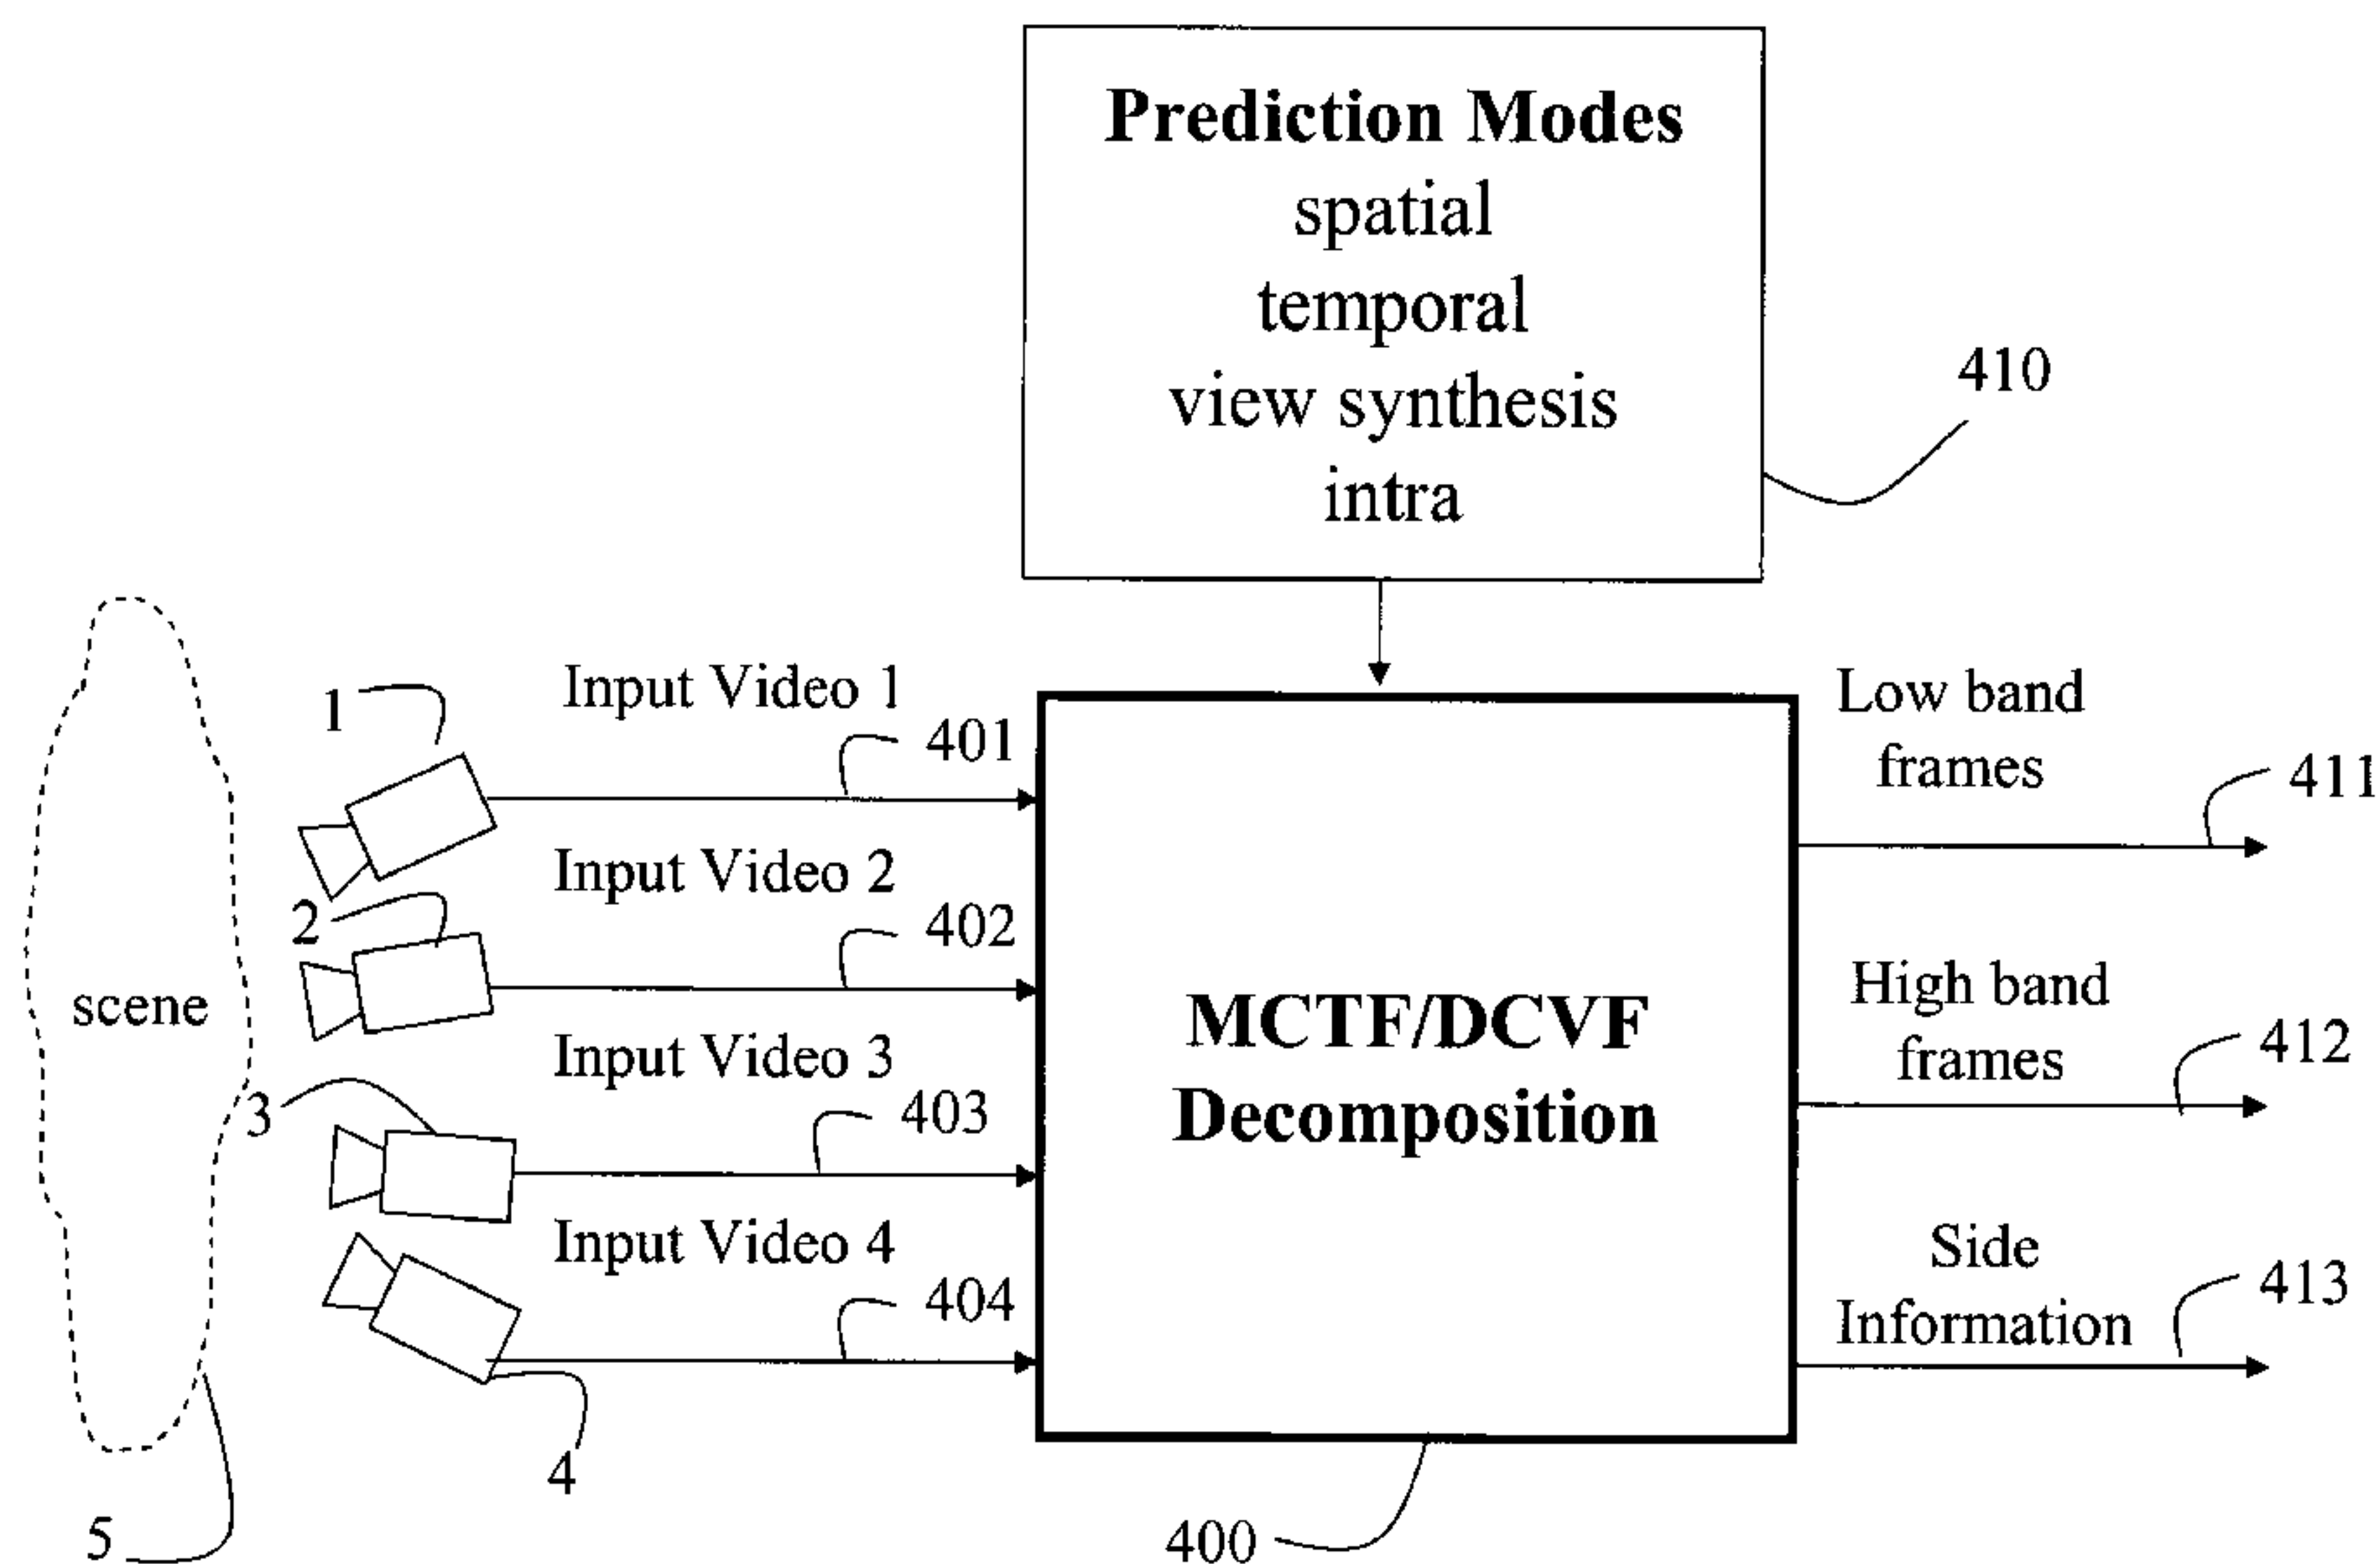 Prediction Modes
spatial
temporal
view synthesis
intra
410
1
Input Video 1
401
Input Video 2
2
402
Input Video 3
3
403
Input Video 4
404
4
scene
5
MCTF/DCVF
Decomposition
400
Low band
frames
411
High band
frames
412
Side
Information
413